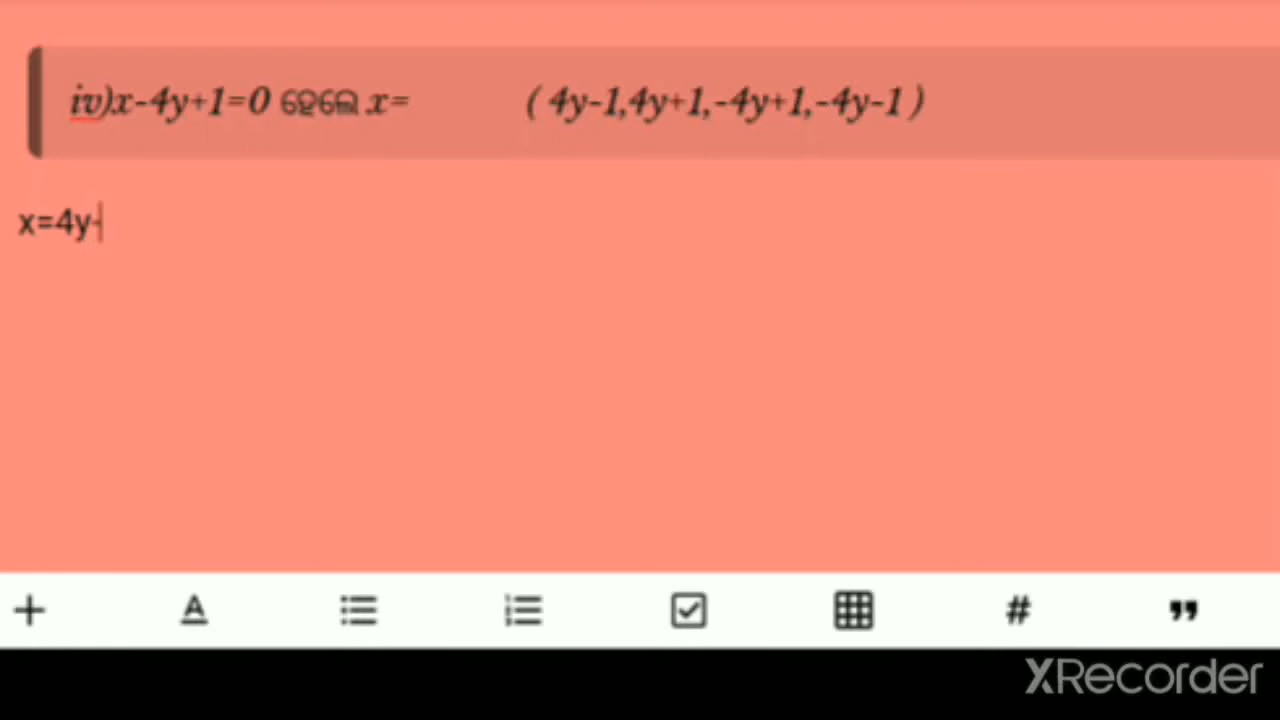 iv)x-4y+1=0 ହେଲେ x= ( 4y-1,4y+1,-4y+1,-4y-1 )
x=4y-
XRecorder